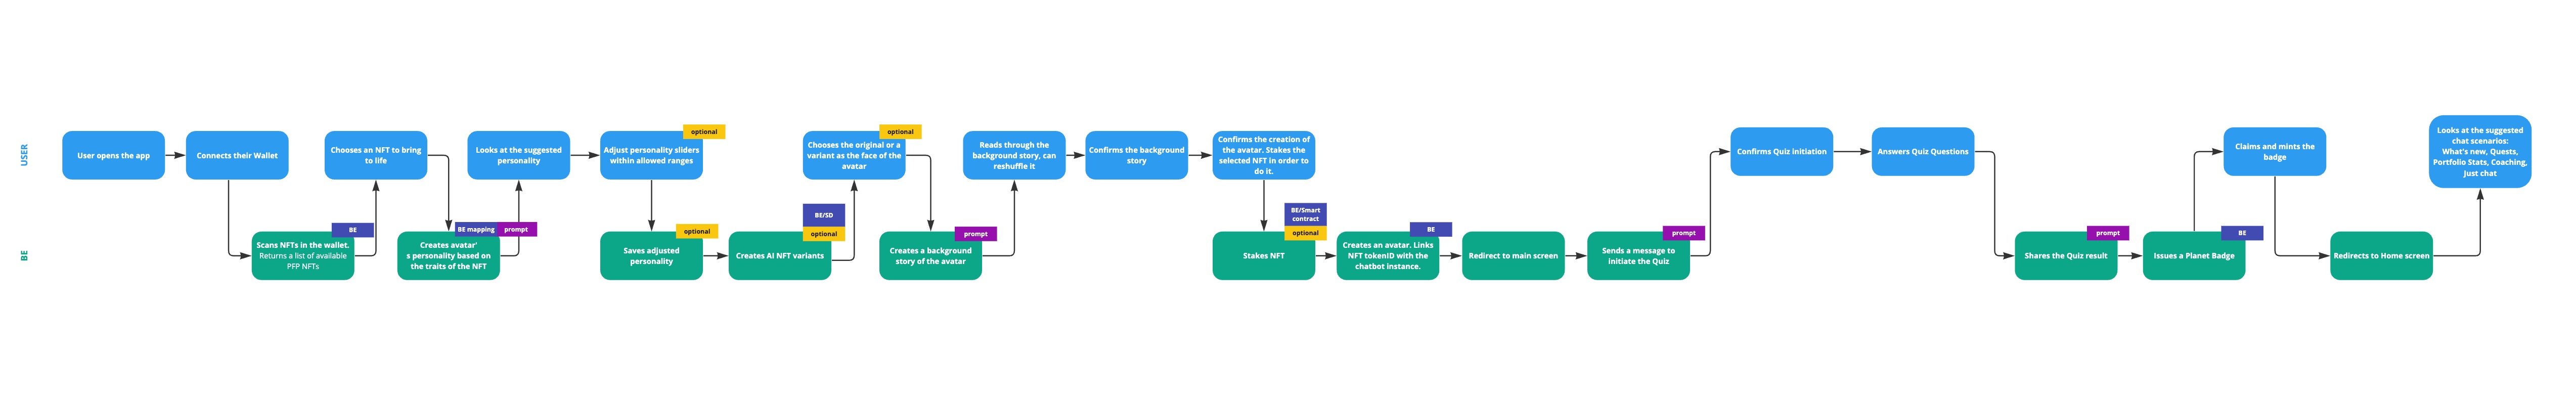 USER
User opens the app
Connects their Wallet
Scans NFTs in the wallet.
Returns a list of available
PFP NFTs
BE
Chooses an NFT to bring
to life
Creates avatar'
s personality based on
the traits of the NFT
BE mapping
prompt
Looks at the suggested
personality
Adjust personality sliders
within allowed ranges
optional
Saves adjusted
personality
optional
Creates AI NFT variants
BE/SD
optional
Chooses the original or a
variant as the face of the
avatar
optional
Creates a background
story of the avatar
prompt
Reads through the
background story, can
reshuffle it
Confirms the background
story
Confirms the creation of
the avatar. Stakes the
selected NFT in order to
do it.
Stakes NFT
BE/Smart
contract
optional
Creates an avatar. Links
NFT tokenID with the
chatbot instance.
BE
Redirect to main screen
Sends a message to
initiate the Quiz
prompt
Confirms Quiz initiation
Answers Quiz Questions
Shares the Quiz result
prompt
Issues a Planet Badge
BE
Claims and mints the
badge
Redirects to Home screen
Looks at the suggested
chat scenarios:
What's new, Quests,
Portfolio Stats, Coaching,
Just chat
BE